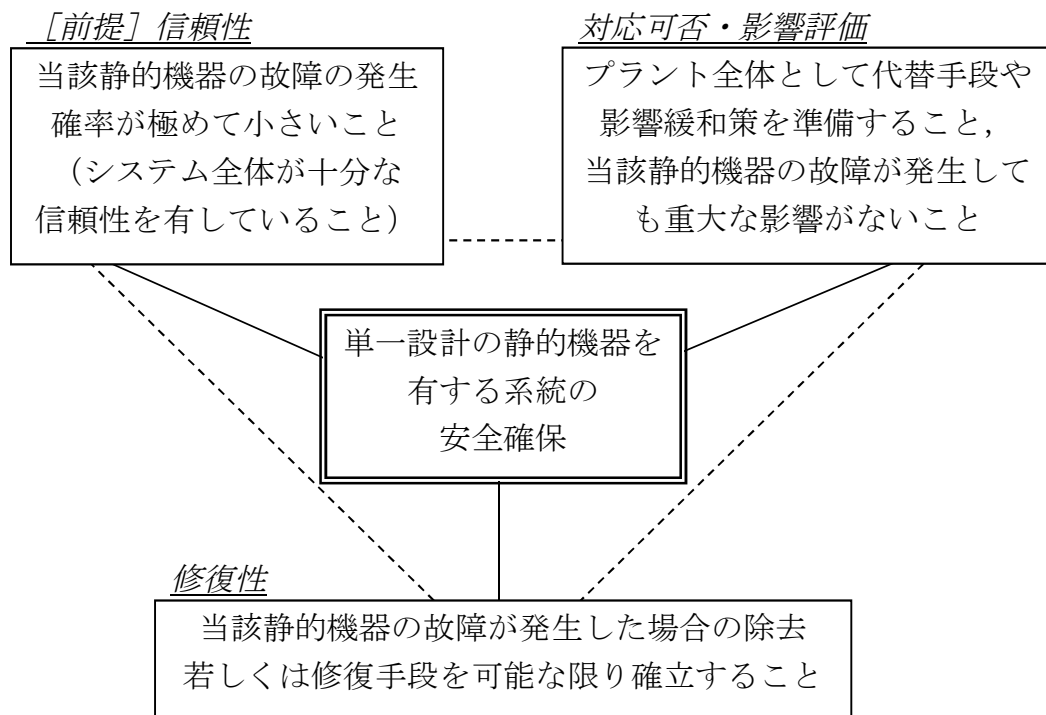 ［前提］信頼性
当該静的機器の故障の発生
確率が極めて小さいこと
（システム全体が十分な
信頼性を有していること）
対応可否・影響評価
プラント全体として代替手段や
影響緩和策を準備すること，
当該静的機器の故障が発生して
も重大な影響がないこと
単一設計の静的機器を
有する系統の
安全確保
修復性
当該静的機器の故障が発生した場合の除去
若しくは修復手段を可能な限り確立すること